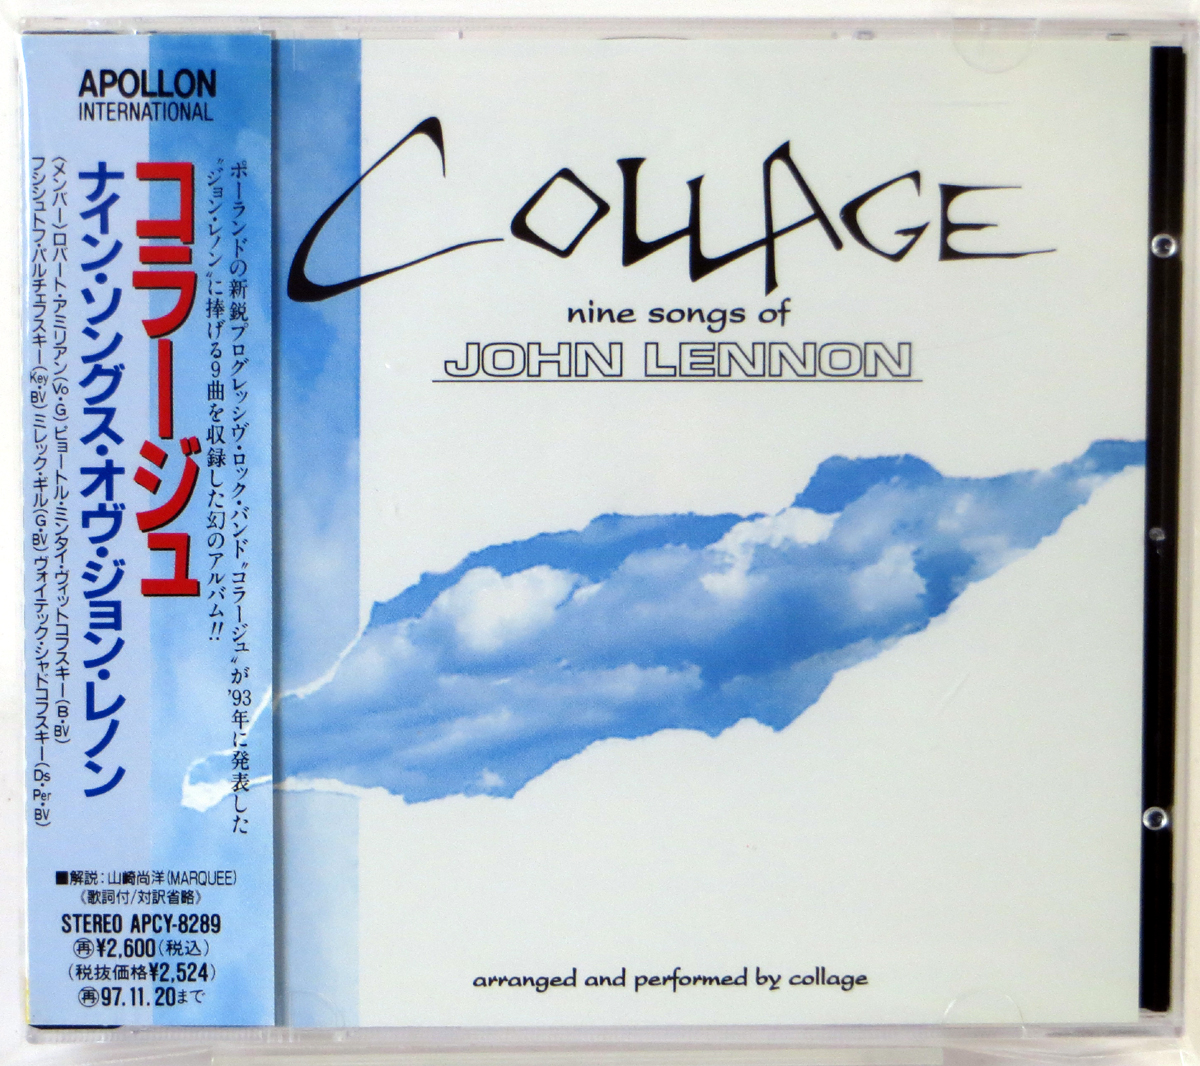 APOLLON
INTERNATIONAL
ポーランドの新鋭プログレッシヴ・ロック・バンド“コラージュ”が'93年に発表した
“ジョン・レノン”に捧げる9曲を収録した幻のアルバム!!
コラージュ
ナイン・ソングス・オヴ・ジョン・レノン
〈メンバー〉ロバート・アミリアン(Vo・G) ピョートル・ミンタイ・ヴィットコフスキー(B・BV)
フシシュトフ・パルチェフスキー(Key・BV) ミレック・ギル(G・BV) ヴォイテック・シャドコフスキー(Ds・Per・BV)
■解説:山崎尚洋(MARQUEE)
《歌詞付/対訳省略》
STEREO APCY-8289
㊢¥2,600(税込)
(税抜価格¥2,524)
97.11.20まで
COLLAGE
nine songs of
JOHN LENNON
arranged and performed by collage